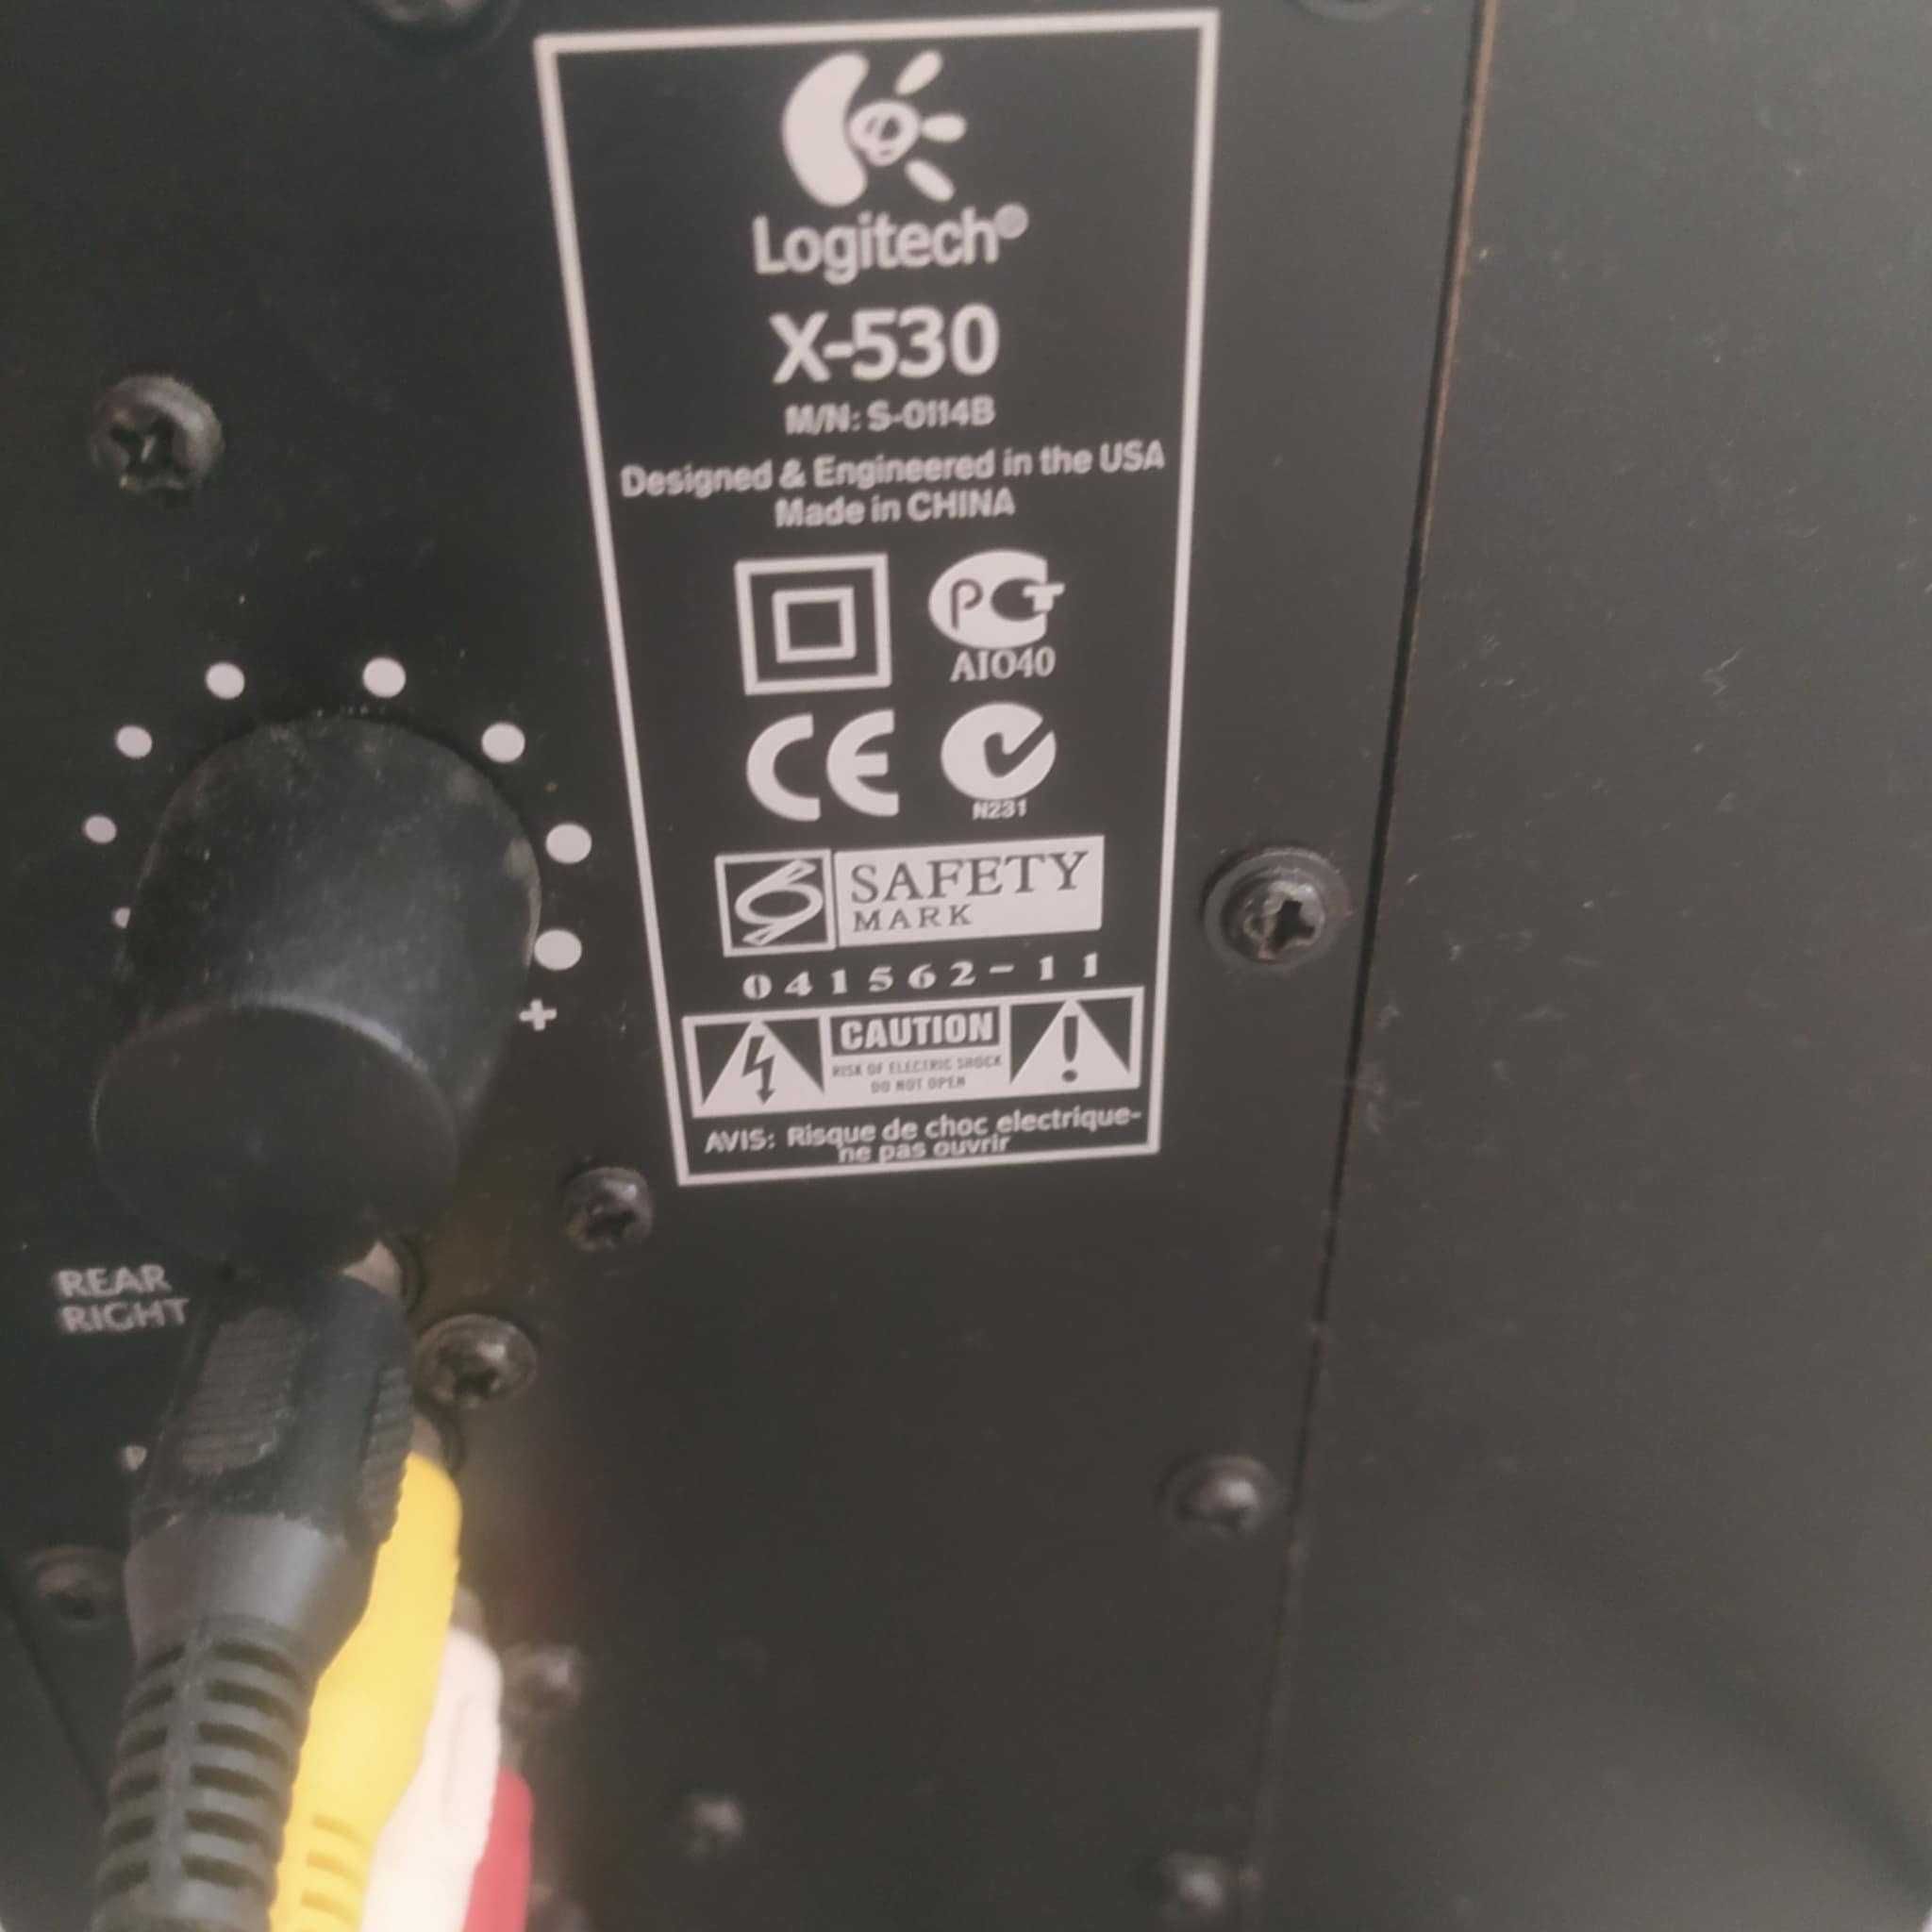 Logitech®
X-530
M/N: S-0114B
Designed & Engineered in the USA
Made in CHINA
PCT
AIO40
CE
N231
SAFETY
MARK
041562-11
CAUTION
RISK OF ELECTRIC SHOCK
DO NOT OPEN
AVIS: Risque de choc electrique-
ne pas ouvrir
+
REAR
RIGHT